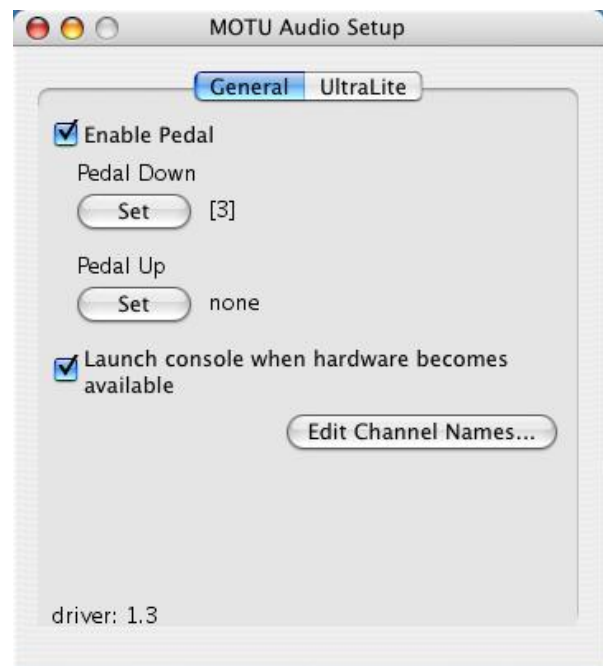 MOTU Audio Setup
General UltraLite
Enable Pedal
Pedal Down
Set [3]
Pedal Up
Set none
Launch console when hardware becomes
available
Edit Channel Names...
driver: 1.3